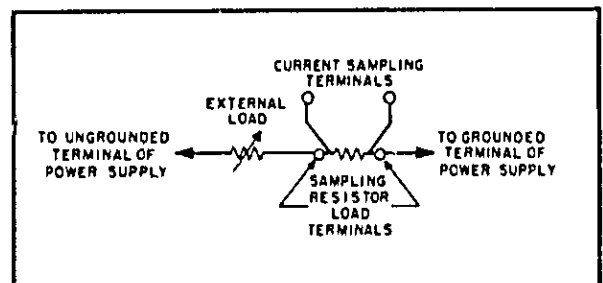 CURRENT SAMPLING
TERMINALS
EXTERNAL
LOAD
TO UNGROUNDED
TERMINAL OF
POWER SUPPLY
TO GROUNDED
TERMINAL OF
POWER SUPPLY
SAMPLING
RESISTOR
LOAD
TERMINALS